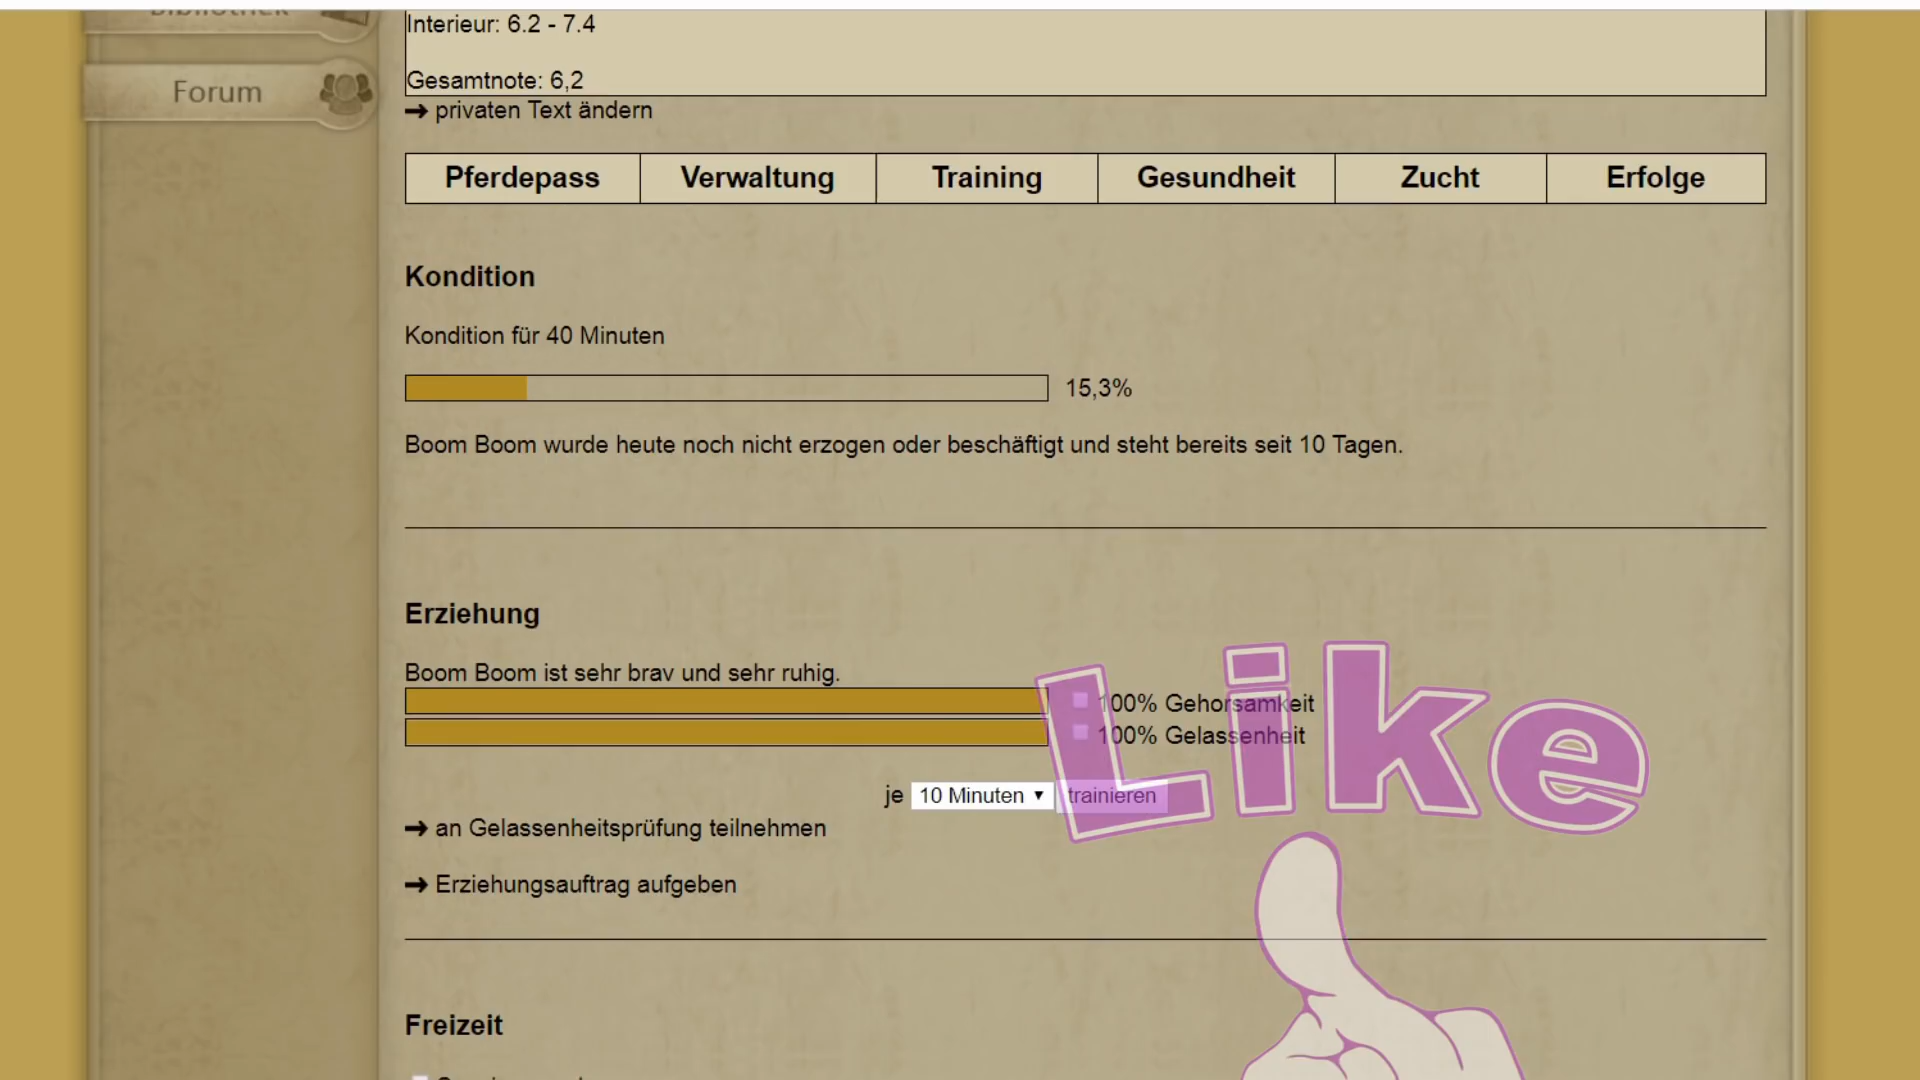 Bibliothek
Interieur: 6.2 - 7.4
Gesamtnote: 6,2
Forum
→ privaten Text ändern
Pferdepass Verwaltung Training Gesundheit Zucht Erfolge
Kondition
Kondition für 40 Minuten
15,3%
Boom Boom wurde heute noch nicht erzogen oder beschäftigt und steht bereits seit 10 Tagen.
Erziehung
Boom Boom ist sehr brav und sehr ruhig.
100% Gehorsamkeit
100% Gelassenheit
Like
je 10 Minuten trainieren
→ an Gelassenheitsprüfung teilnehmen
→ Erziehungsauftrag aufgeben
Freizeit